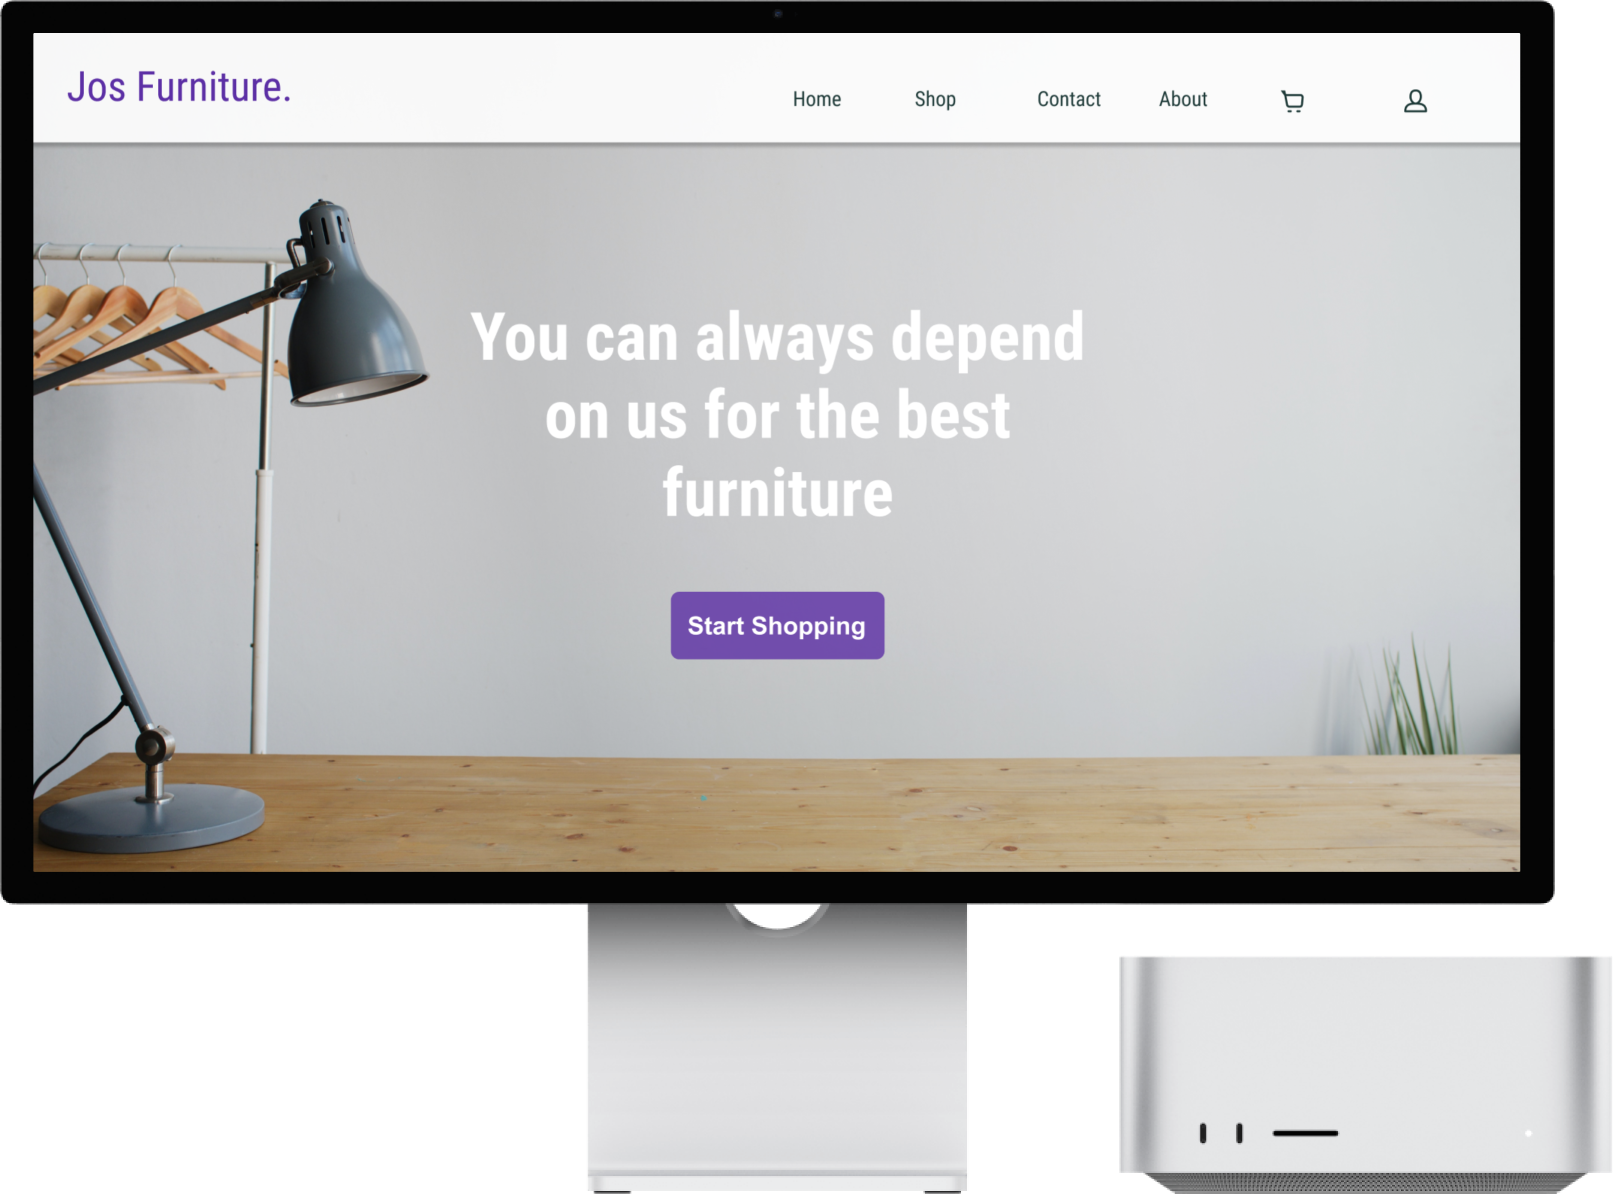 Jos Furniture.
Home Shop Contact About
You can always depend
on us for the best
furniture
Start Shopping